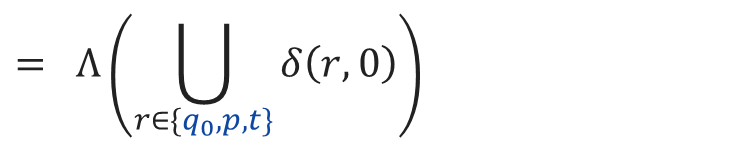 = Λ(⋃_{r∈{q₀,p,t}} δ(r,0))